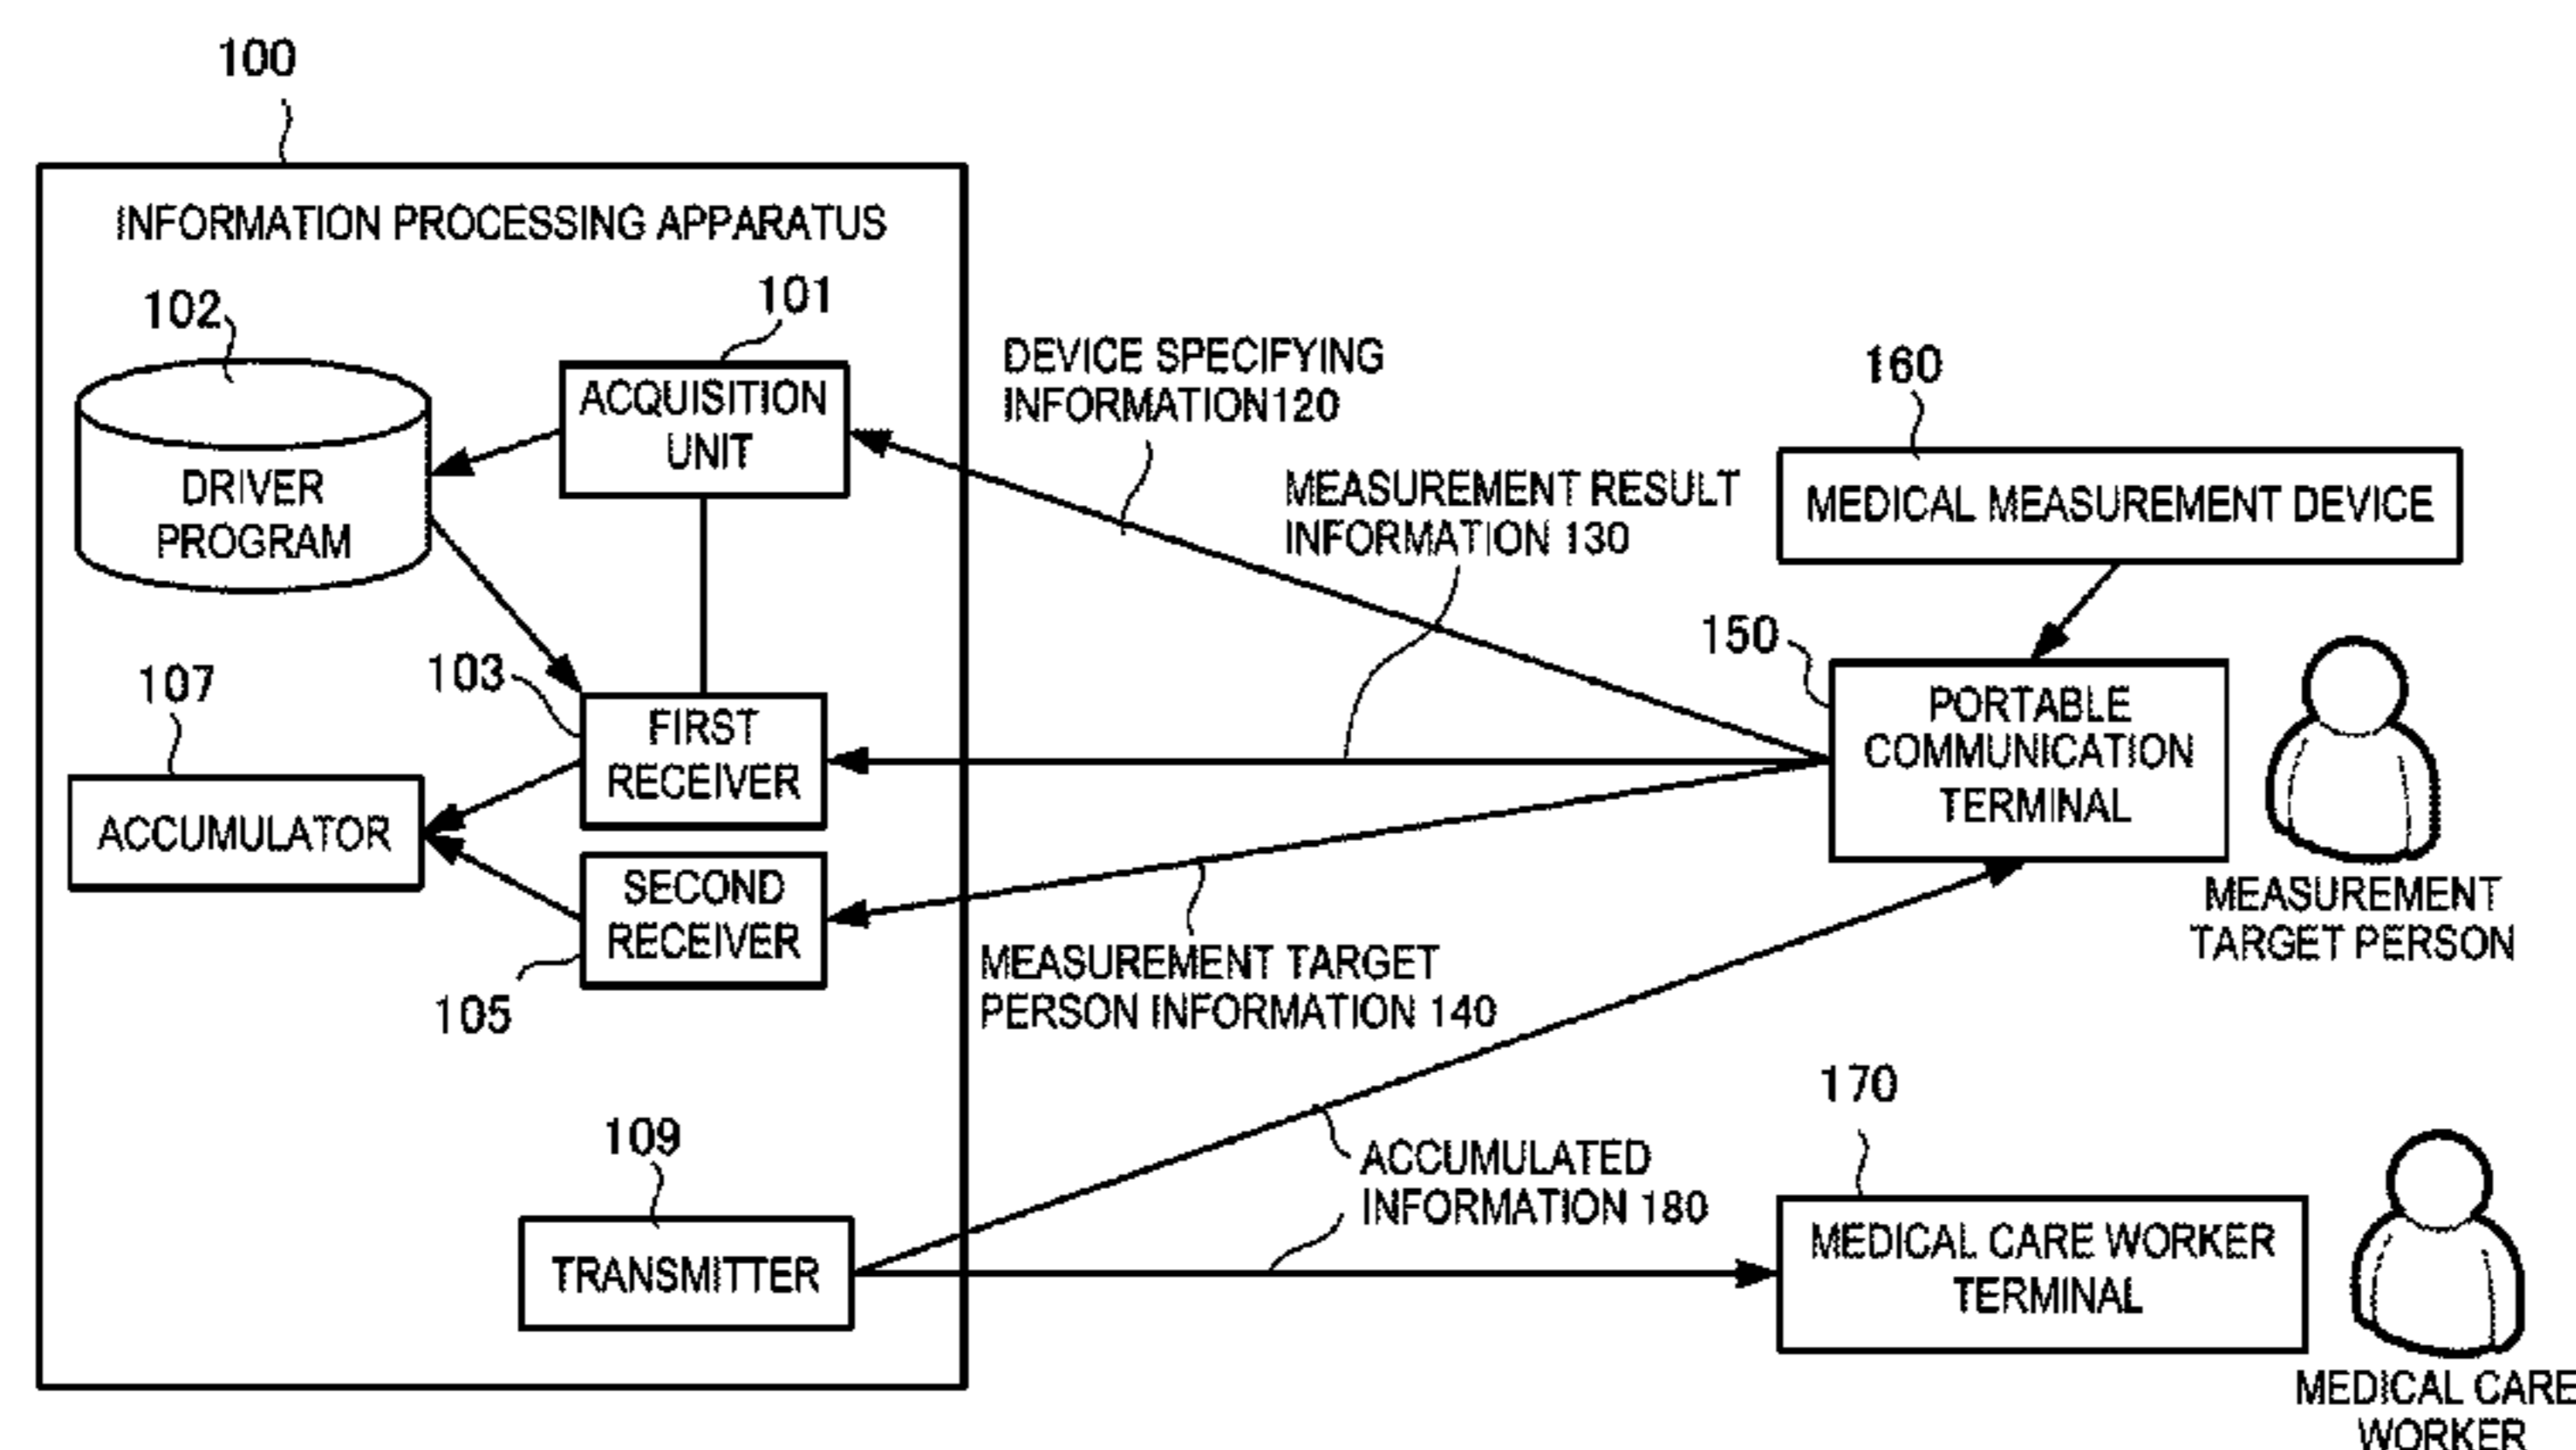 100
INFORMATION PROCESSING APPARATUS
102
101
DRIVER
PROGRAM
ACQUISITION
UNIT
DEVICE SPECIFYING
INFORMATION120
MEASUREMENT RESULT
INFORMATION 130
160
MEDICAL MEASUREMENT DEVICE
150
PORTABLE
COMMUNICATION
TERMINAL
MEASUREMENT
TARGET PERSON
107
ACCUMULATOR
103
FIRST
RECEIVER
SECOND
RECEIVER
105
MEASUREMENT TARGET
PERSON INFORMATION 140
109
TRANSMITTER
ACCUMULATED
INFORMATION 180
170
MEDICAL CARE WORKER
TERMINAL
MEDICAL CARE
WORKER